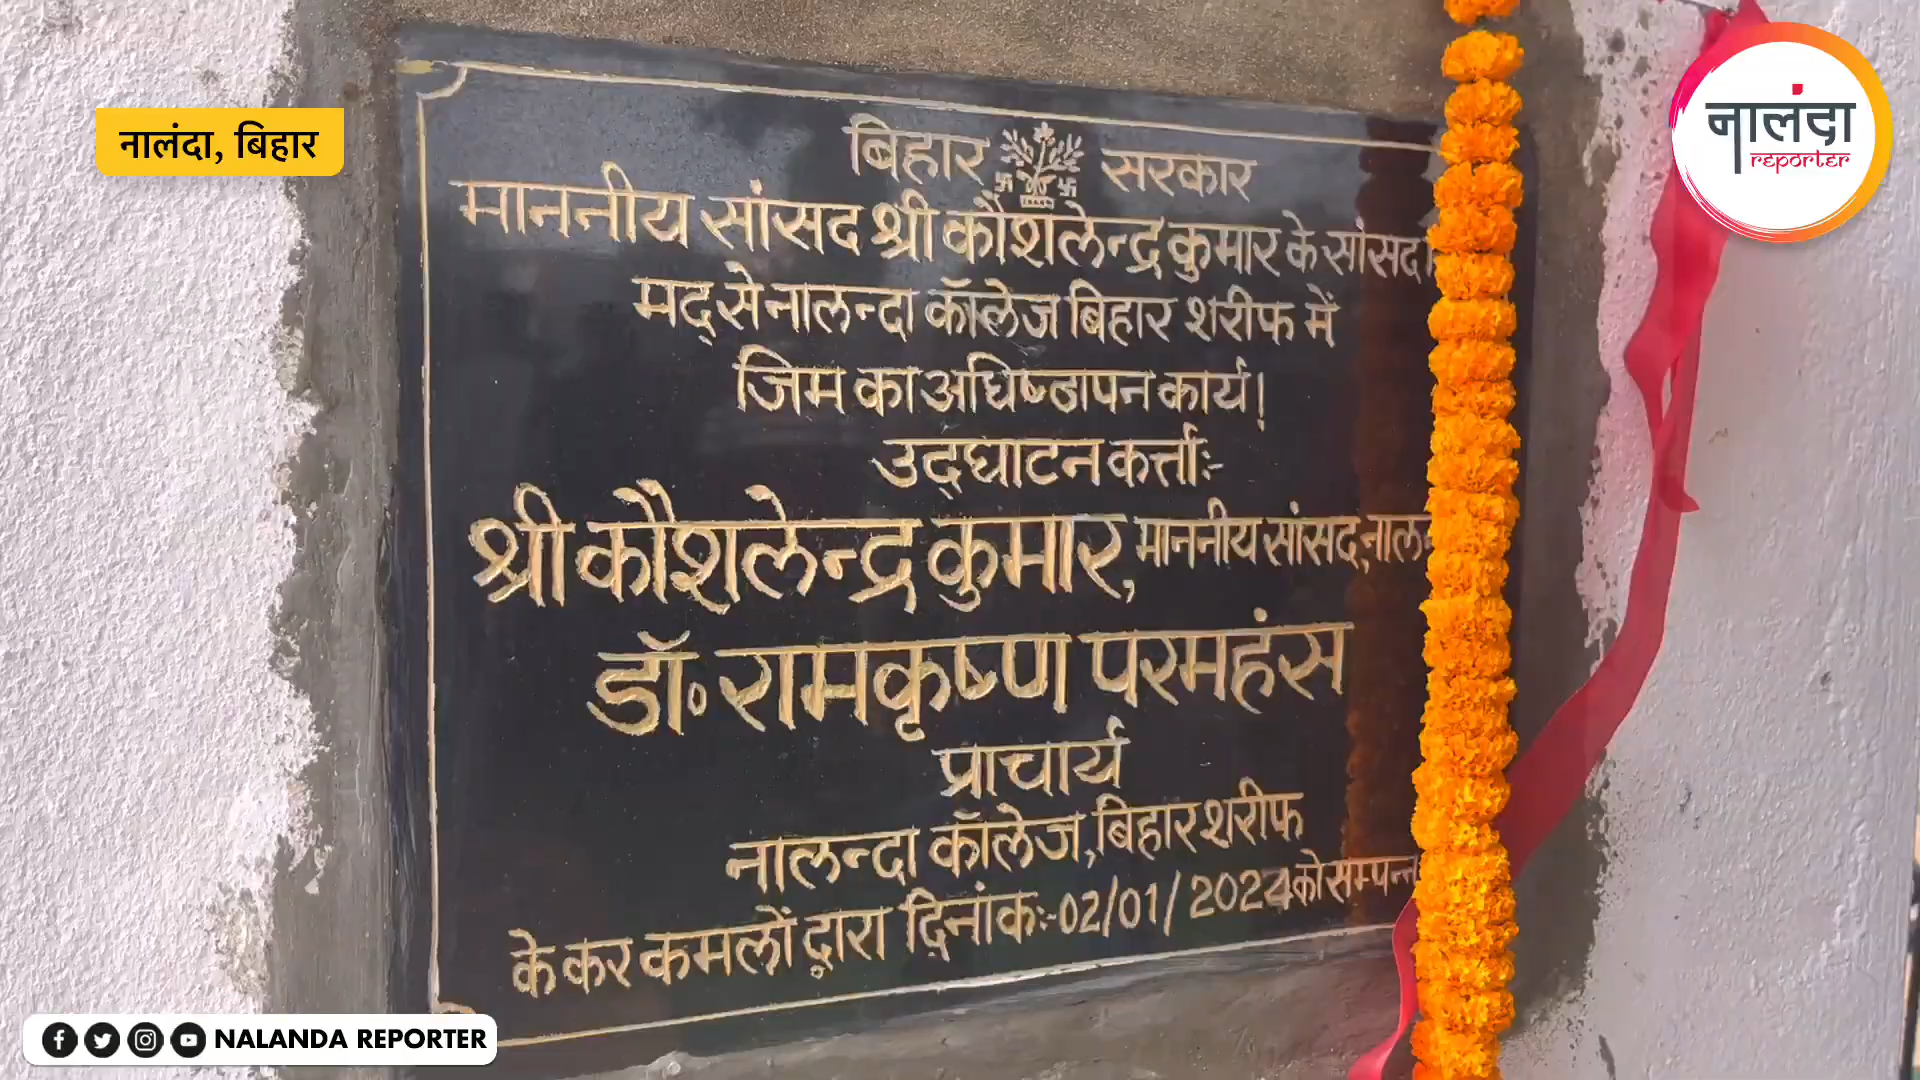 नालंदा, बिहार
नालंदा
reporter
बिहार सरकार
माननीय सांसद श्री कौशलेन्द्र कुमार के सांसद
मद् से नालन्दा कॅालेज बिहार शरीफ में
जिम का अधिष्ठापन कार्य।
उद्घाटन कर्त्ताः-
श्री कौशलेन्द्र कुमार, माननीय सांसद,
डॉ० रामकृष्ण परमहंस
प्राचार्य
नालन्दा कॅालेज, बिहार शरीफ
के कर कमलों द्वारा दिनांकः-02/01/2024 को सम्पन्न
NALANDA REPORTER